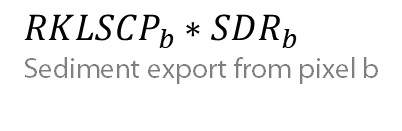 RKLSCP_b * SDR_b
Sediment export from pixel b